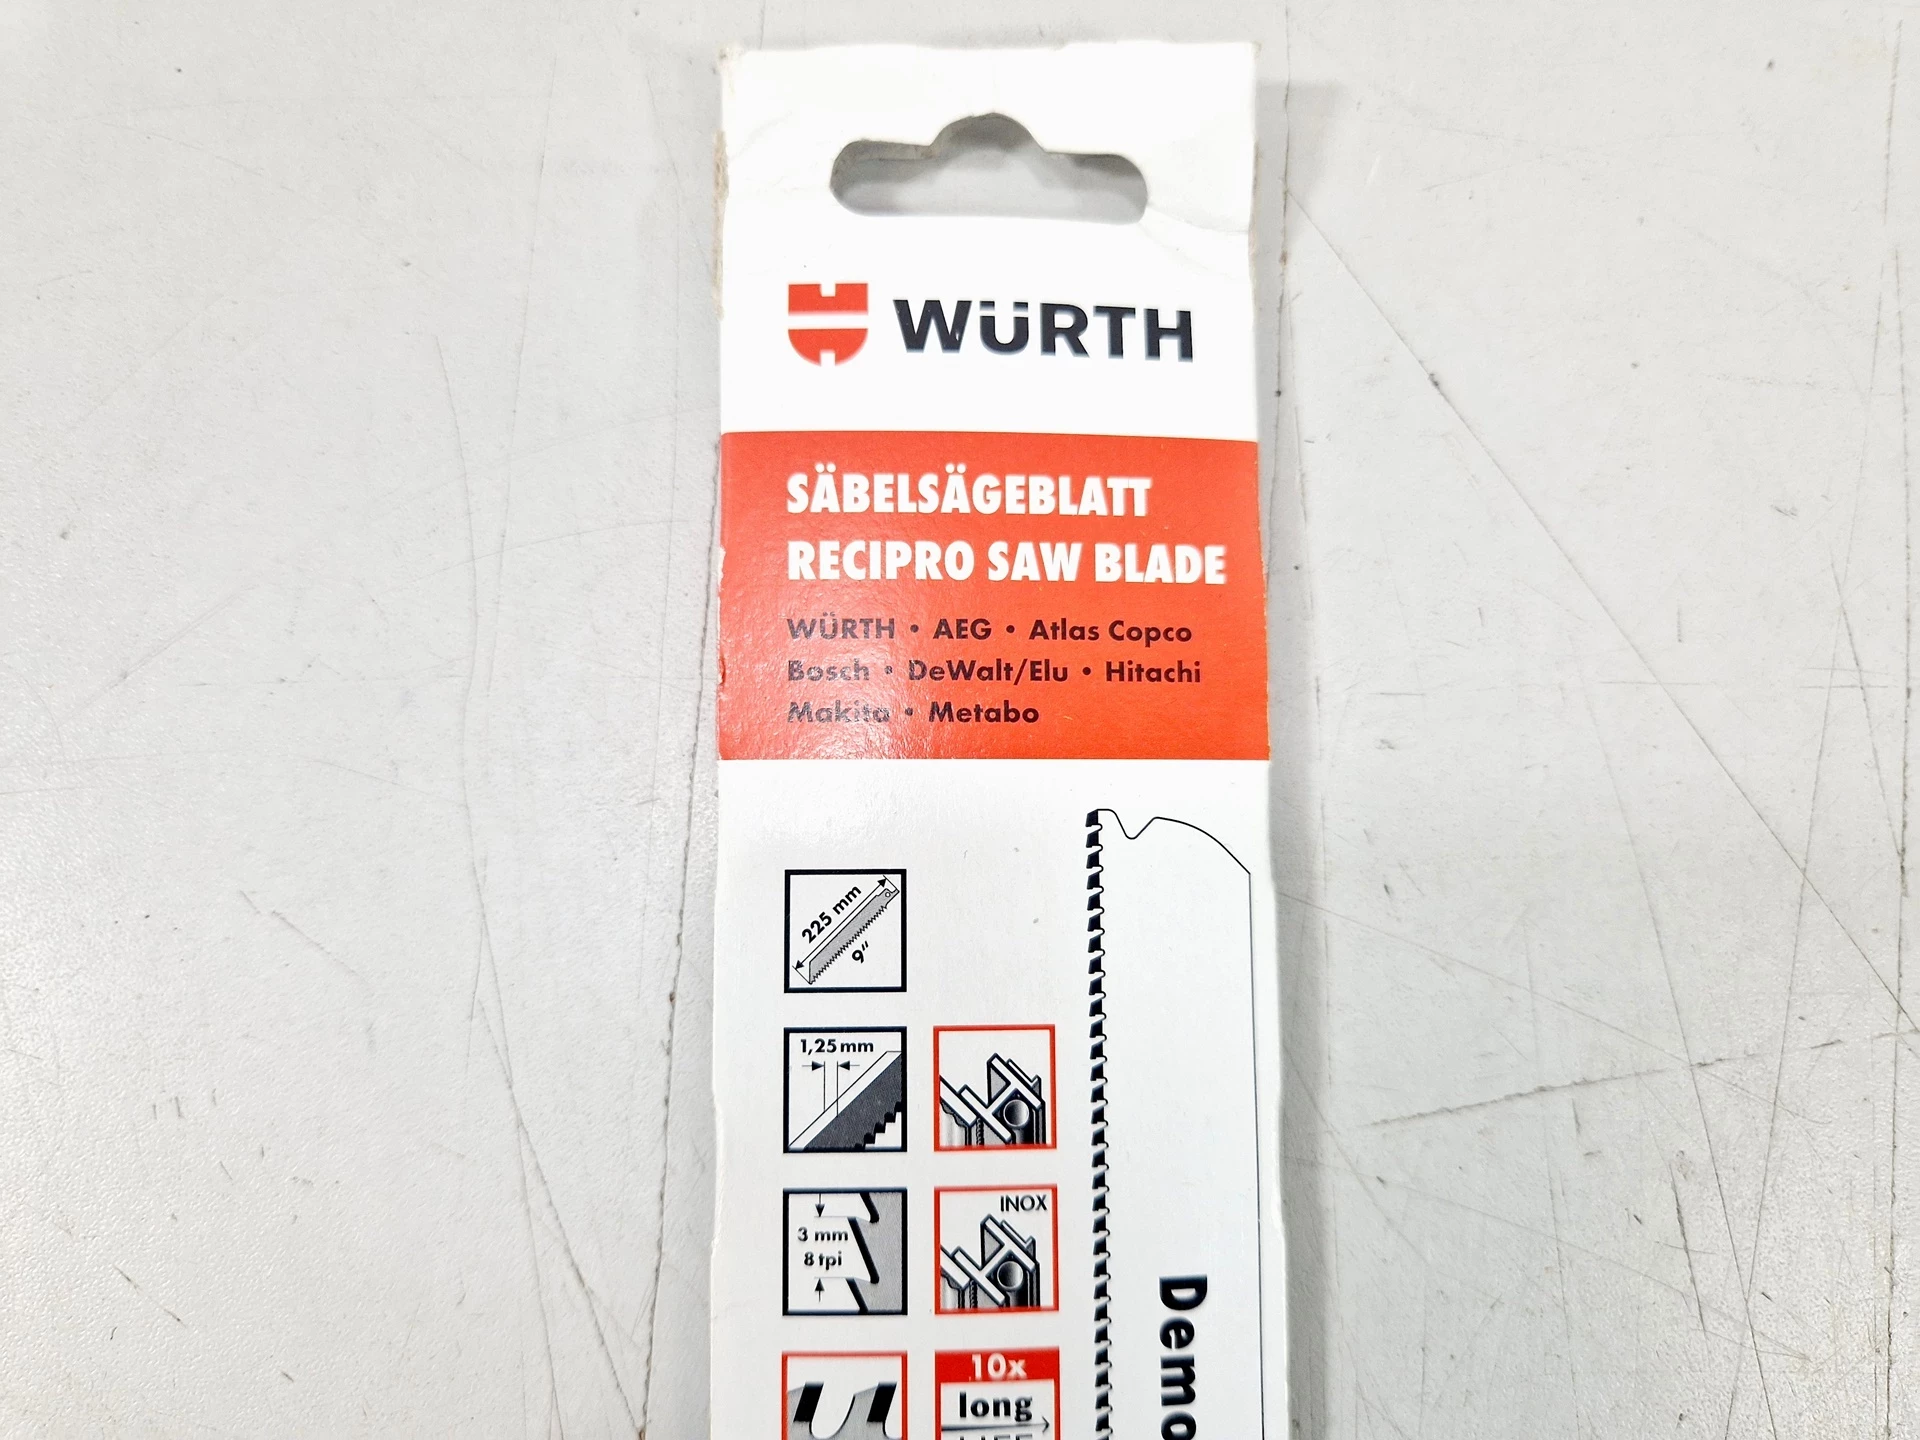 WÜRTH
SÄBELSÄGEBLATT
RECIPRO SAW BLADE
WÜRTH • AEG • Atlas Copco
Bosch • DeWalt/Elu • Hitachi
Makita • Metabo
225 mm
9"
1,25 mm
3 mm
8 tpi
INOX
10x
long
Demo